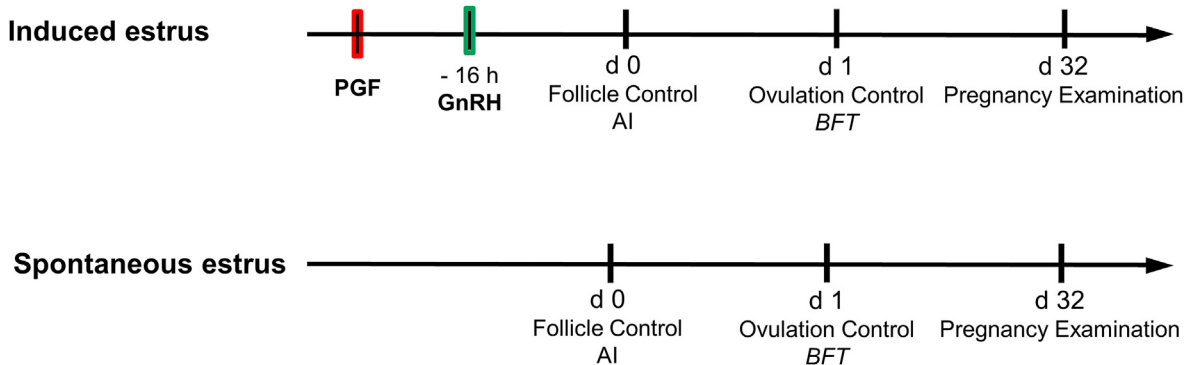 Induced estrus
PGF
- 16 h
GnRH
d 0
Follicle Control
AI
d 1
Ovulation Control
BFT
d 32
Pregnancy Examination
Spontaneous estrus
d 0
Follicle Control
AI
d 1
Ovulation Control
BFT
d 32
Pregnancy Examination